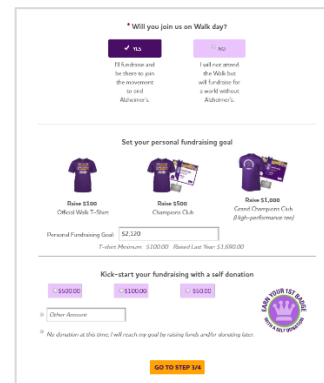 * Will you join us on Walk day?
YES
NO
I'll fundraise and
be there to join
the movement
to end
Alzheimer's.
I will not attend
the Walk but
will fundraise for
a world without
Alzheimer's.
Set your personal fundraising goal
Raise $100
Official Walk T-Shirt
Raise $500
Champions Club
Raise $1,000
Grand Champions Club
(High-performance tee)
Personal Fundraising Goal: $2,120
T-shirt Minimum: $100.00 Raised Last Year: $1,690.00
Kick-start your fundraising with a self donation
$500.00
$100.00
$50.00
Other Amount
No donation at this time; I will reach my goal by raising funds and/or donating later.
EARN YOUR 1ST BADGE
WITH A SELF DONATION
GO TO STEP 3/4